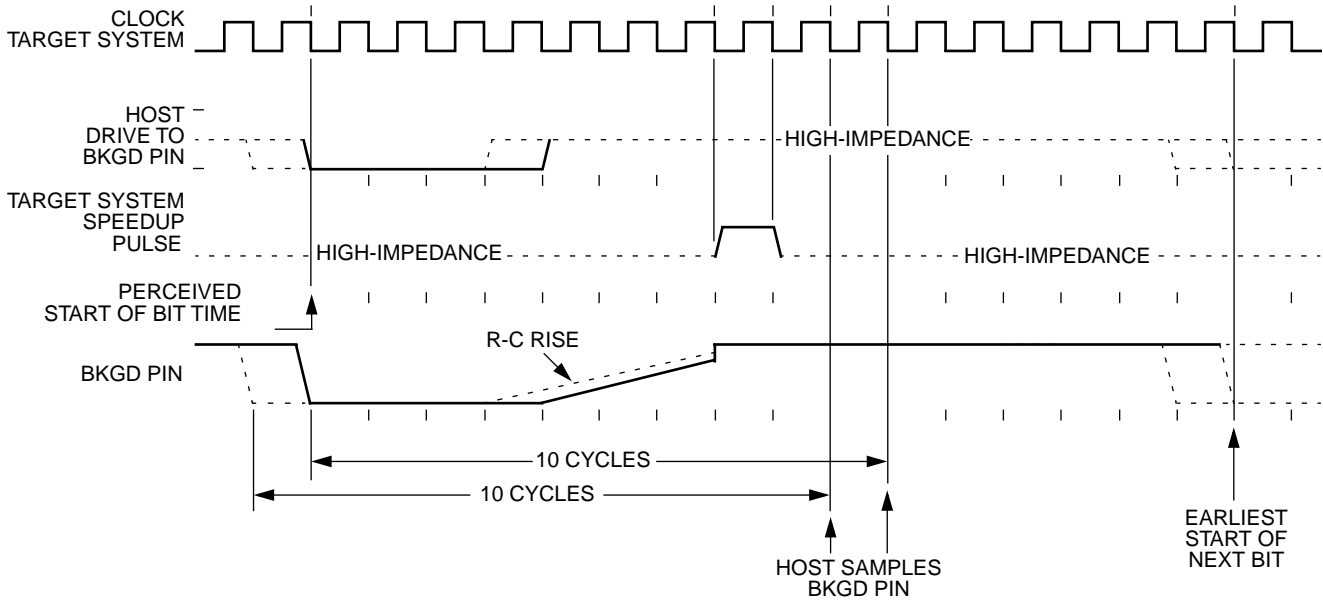 CLOCK
TARGET SYSTEM
HOST
DRIVE TO
BKGD PIN
HIGH-IMPEDANCE
TARGET SYSTEM
SPEEDUP
PULSE
HIGH-IMPEDANCE
HIGH-IMPEDANCE
PERCEIVED
START OF BIT TIME
R-C RISE
BKGD PIN
10 CYCLES
10 CYCLES
EARLIEST
START OF
NEXT BIT
HOST SAMPLES
BKGD PIN